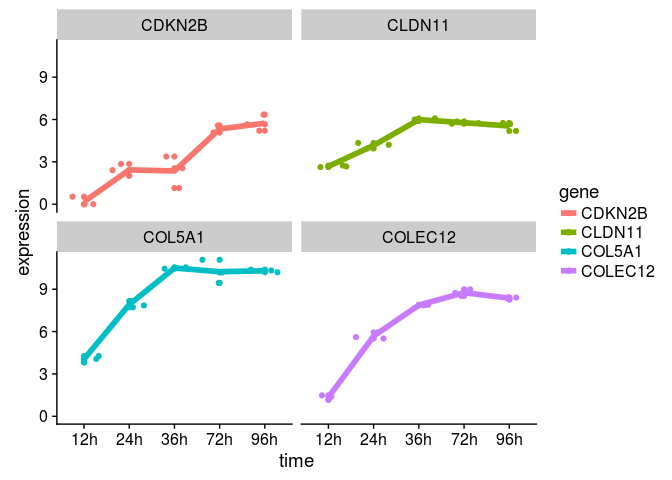 CDKN2B
CLDN11
9
6
3
0
expression
COL5A1
COLEC12
9
6
3
0
12h 24h 36h 72h 96h
12h 24h 36h 72h 96h
time
gene
CDKN2B
CLDN11
COL5A1
COLEC12